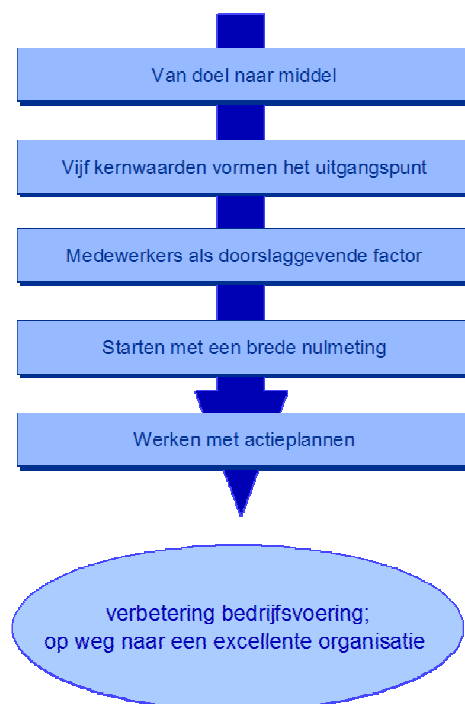 Van doel naar middel
Vijf kernwaarden vormen het uitgangspunt
Medewerkers als doorslaggevende factor
Starten met een brede nulmeting
Werken met actieplannen
verbetering bedrijfsvoering;
op weg naar een excellente organisatie